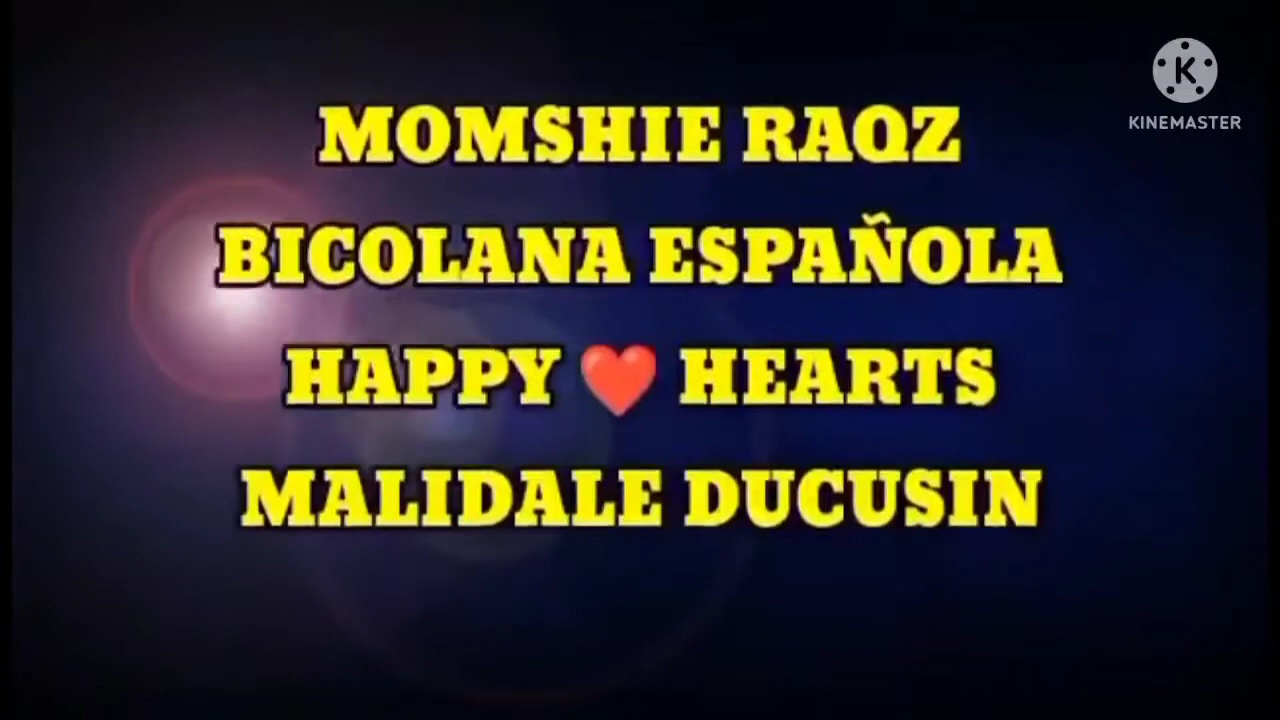 MOMSHIE RAQZ
BICOLANA ESPAÑOLA
HAPPY ❤️ HEARTS
MALIDALE DUCUSIN
K
KINEMASTER